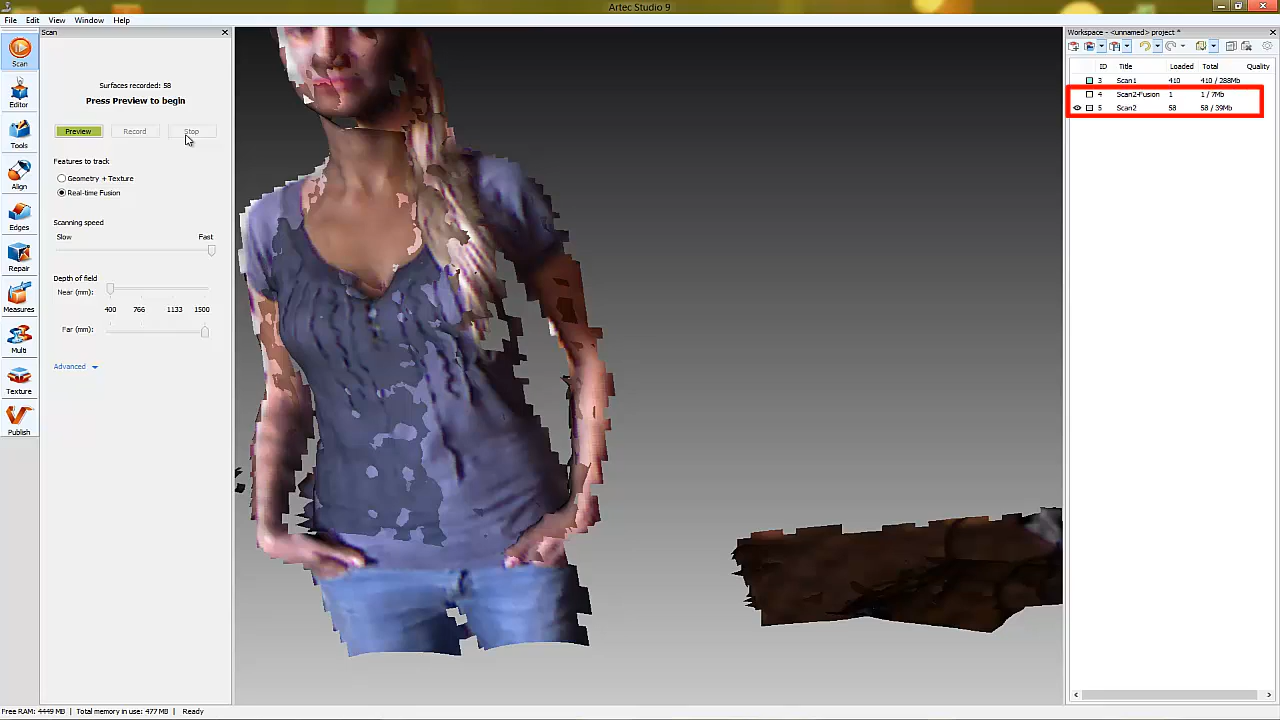 Artec Studio 9
File Edit View Window Help
Scan
Workspace - <unnamed> project *
Scan
Editor
Tools
Align
Edges
Repair
Measures
Multi
Texture
Publish
Surfaces recorded: 58
Press Preview to begin
Preview Record Stop
Features to track
Geometry + Texture
Real-time Fusion
Scanning speed
Slow Fast
Depth of field
Near (mm):
400 766 1133 1500
Far (mm):
Advanced
ID Title Loaded Total Quality
3 Scan1 410 410 / 288Mb
4 Scan2-Fusion 1 1 / 7Mb
5 Scan2 58 58 / 39Mb
Free RAM: 4449 MB | Total memory in use: 477 MB | Ready